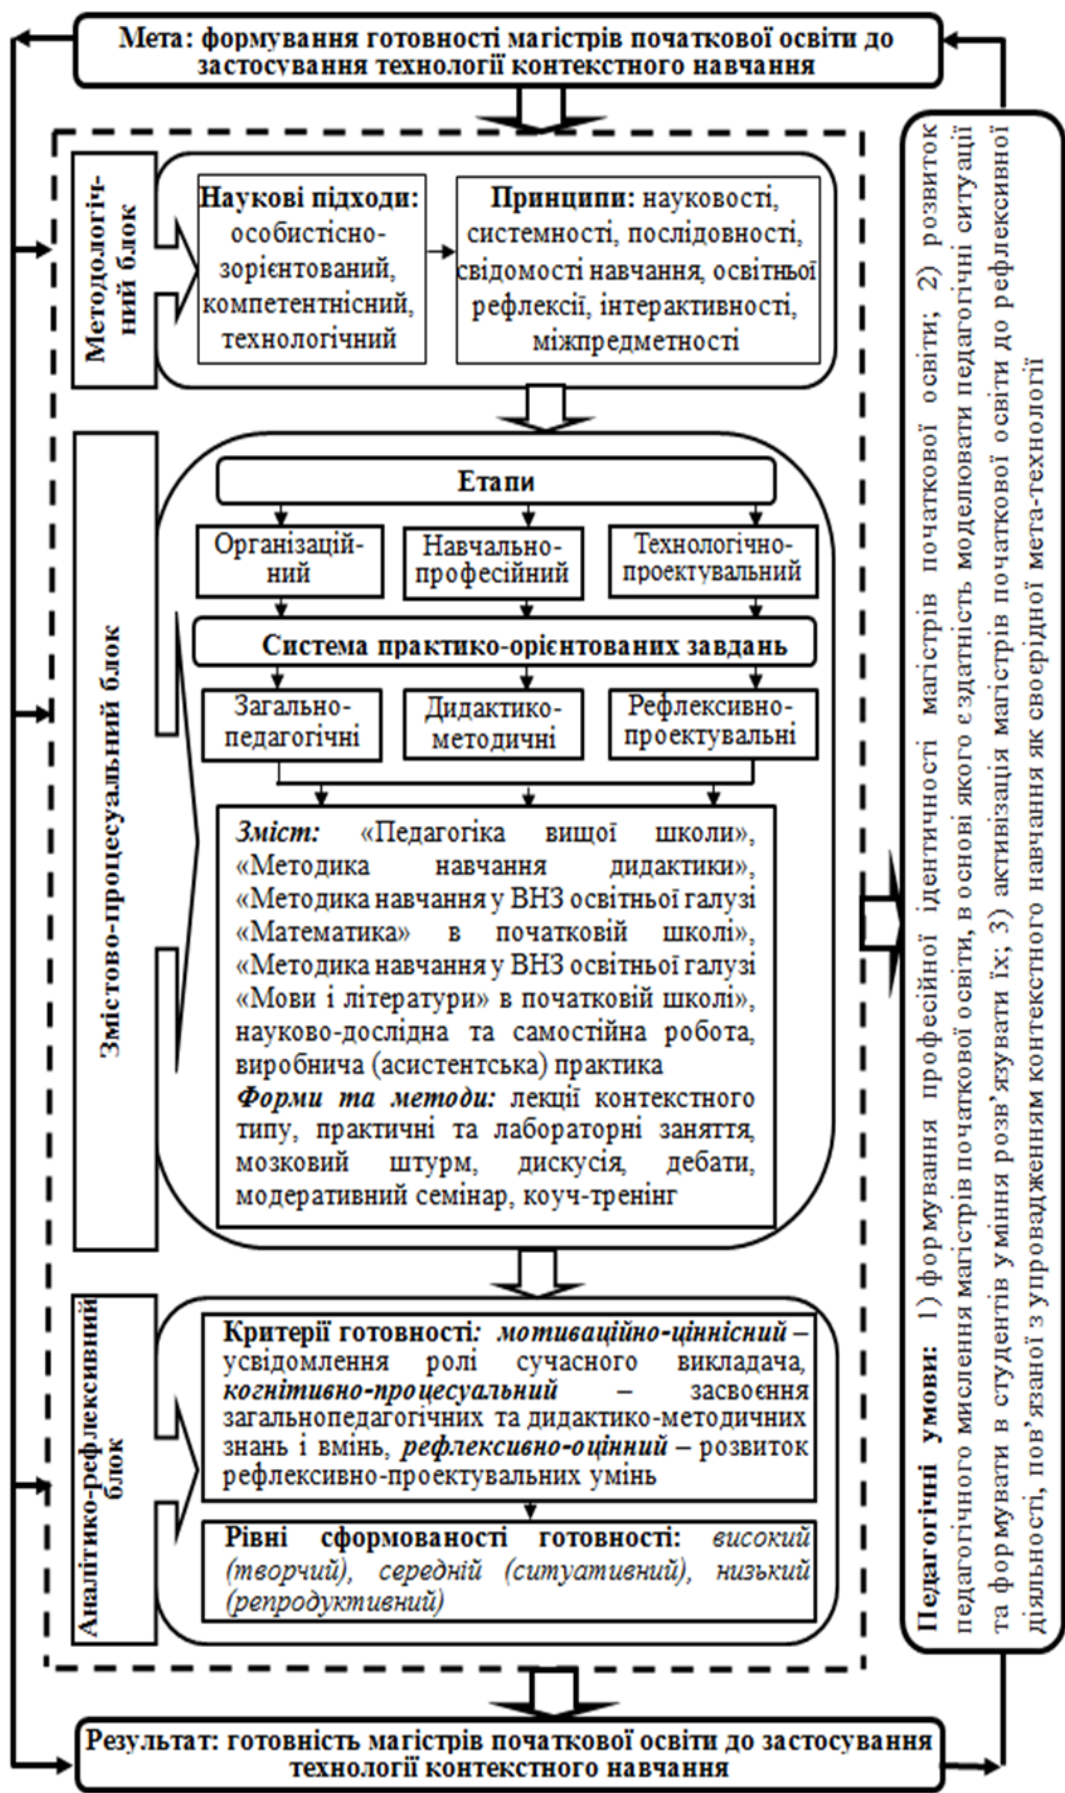 Мета: формування готовності магістрів початкової освіти до
застосування технології контекстного навчання
Методологіч-
ний блок
Наукові підходи:
особистісно-
зорієнтований,
компетентнісний,
технологічний
Принципи: науковості,
системності, послідовності,
свідомості навчання, освітньої
рефлексії, інтерактивності,
міжпредметності
Змістово-процесуальний блок
Етапи
Організацій-
ний
Навчально-
професійний
Технологічно-
проектувальний
Система практико-орієнтованих завдань
Загально-
педагогічні
Дидактико-
методичні
Рефлексивно-
проектувальні
Зміст: «Педагогіка вищої школи»,
«Методика навчання дидактики»,
«Методика навчання у ВНЗ освітньої галузі
«Математика» в початковій школі»,
«Методика навчання у ВНЗ освітньої галузі
«Мови і літератури» в початковій школі»,
науково-дослідна та самостійна робота,
виробнича (асистентська) практика
Форми та методи: лекції контекстного
типу, практичні та лабораторні заняття,
мозковий штурм, дискусія, дебати,
модеративний семінар, коуч-тренінг
Аналітико-рефлексивний
блок
Критерії готовності: мотиваційно-ціннісний –
усвідомлення ролі сучасного викладача,
когнітивно-процесуальний – засвоєння
загальнопедагогічних та дидактико-методичних
знань і вмінь, рефлексивно-оцінний – розвиток
рефлексивно-проектувальних умінь
Рівні сформованості готовності: високий
(творчий), середній (ситуативний), низький
(репродуктивний)
Педагогічні умови: 1) формування професійної ідентичності магістрів початкової освіти; 2) розвиток
педагогічного мислення магістрів початкової освіти, в основі якого є здатність моделювати педагогічні ситуації
та формувати в студентів уміння розв’язувати їх; 3) активізація магістрів початкової освіти до рефлексивної
діяльності, пов’язаної з упровадженням контекстного навчання як своєрідної мета-технології
Результат: готовність магістрів початкової освіти до застосування
технології контекстного навчання